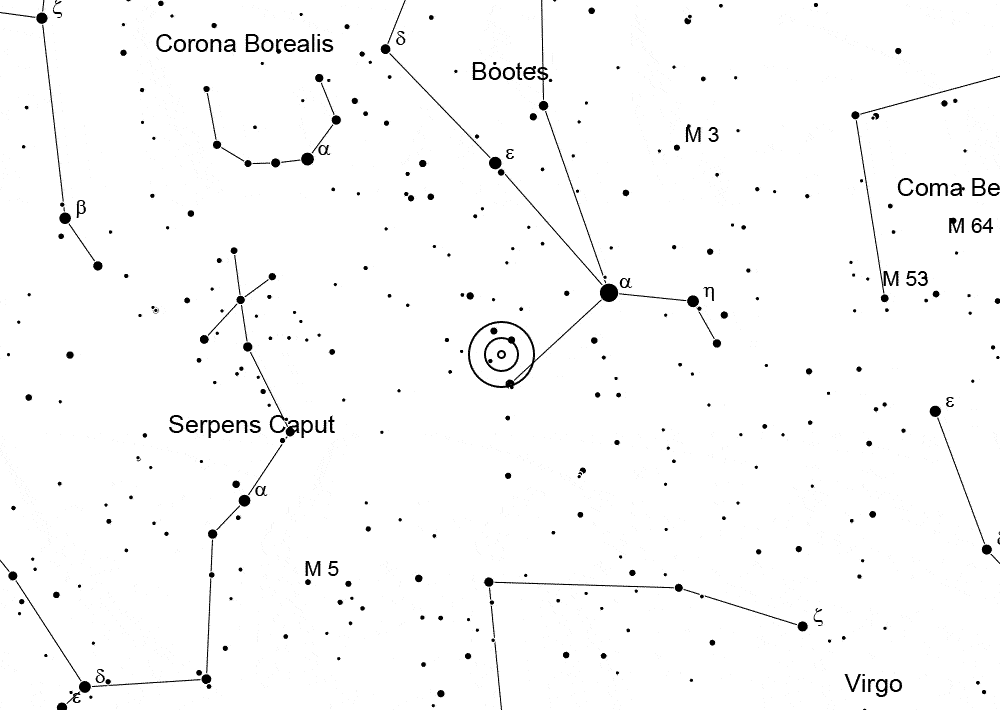 ζ
Corona Borealis
δ
Bootes
α
ε
M 3
Coma Be
β
M 64
α
η
M 53
ε
Serpens Caput
α
M 5
ζ
δ
ε
Virgo